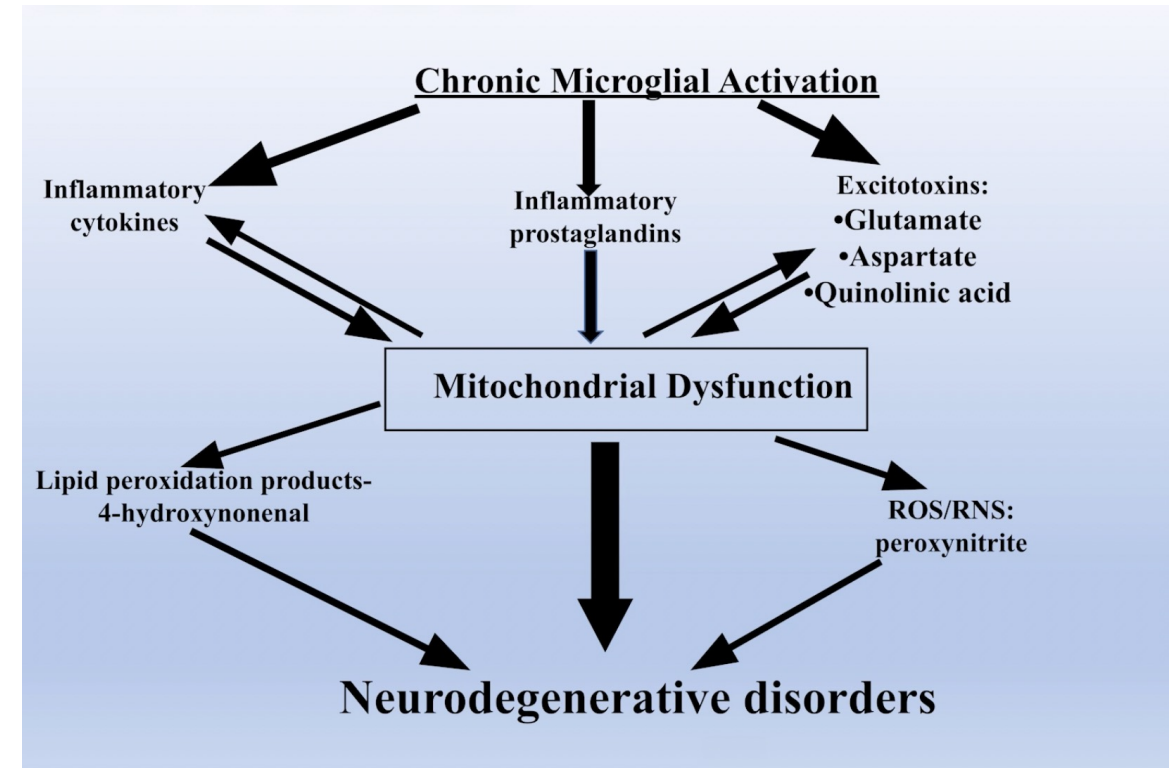 Chronic Microglial Activation
Inflammatory
cytokines
Inflammatory
prostaglandins
Excitotoxins:
•Glutamate
•Aspartate
•Quinolinic acid
Mitochondrial Dysfunction
Lipid peroxidation products-
4-hydroxynonenal
ROS/RNS:
peroxynitrite
Neurodegenerative disorders